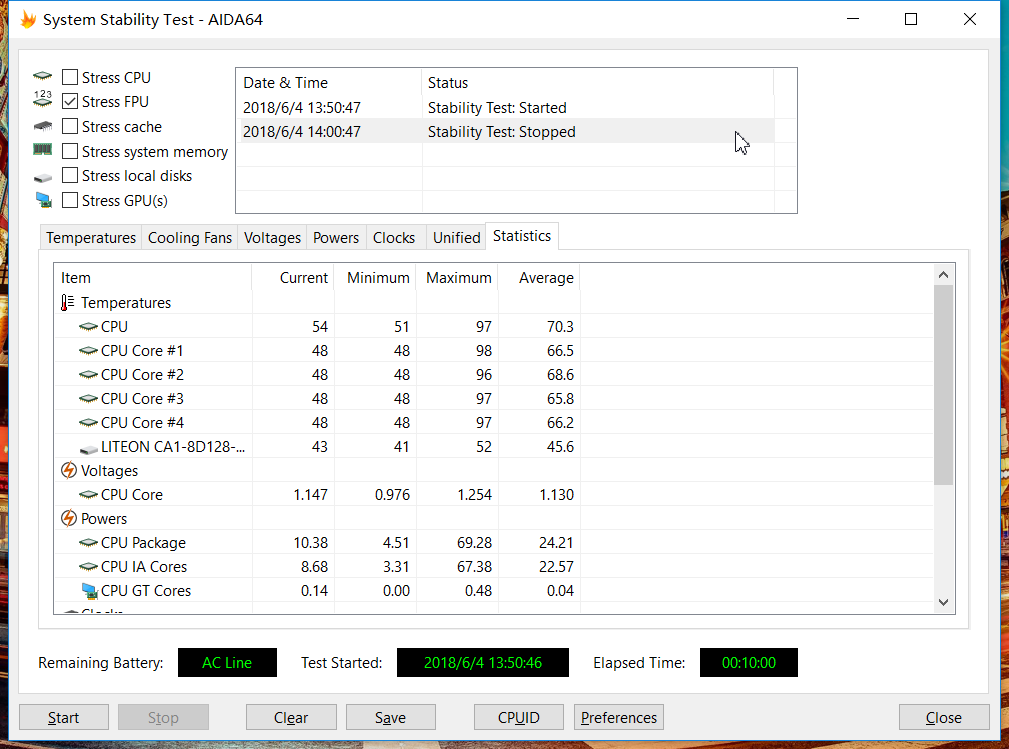 System Stability Test - AIDA64
Stress CPU
123
Stress FPU
Stress cache
Stress system memory
Stress local disks
Stress GPU(s)
Date & Time Status
2018/6/4 13:50:47 Stability Test: Started
2018/6/4 14:00:47 Stability Test: Stopped
Temperatures Cooling Fans Voltages Powers Clocks Unified Statistics
Item Current Minimum Maximum Average
Temperatures
CPU 54 51 97 70.3
CPU Core #1 48 48 98 66.5
CPU Core #2 48 48 96 68.6
CPU Core #3 48 48 97 65.8
CPU Core #4 48 48 97 66.2
LITEON CA1-8D128-... 43 41 52 45.6
Voltages
CPU Core 1.147 0.976 1.254 1.130
Powers
CPU Package 10.38 4.51 69.28 24.21
CPU IA Cores 8.68 3.31 67.38 22.57
CPU GT Cores 0.14 0.00 0.48 0.04
Clocks
Remaining Battery: AC Line Test Started: 2018/6/4 13:50:46 Elapsed Time: 00:10:00
Start Stop Clear Save CPUID Preferences Close